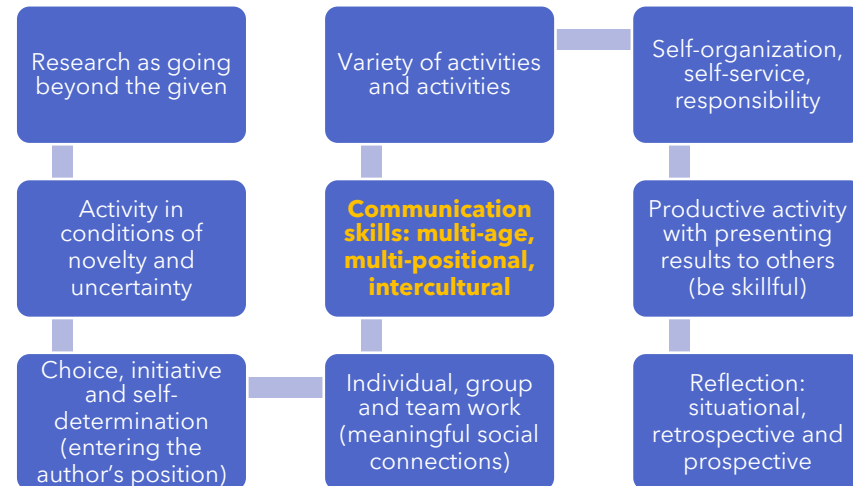 Research as going
beyond the given
Activity in
conditions of
novelty and
uncertainty
Choice, initiative
and self-
determination
(entering the
author's position)
Individual, group
and team work
(meaningful social
connections)
Communication
skills: multi-age,
multi-positional,
intercultural
Variety of activities
and activities
Self-organization,
self-service,
responsibility
Productive activity
with presenting
results to others
(be skillful)
Reflection:
situational,
retrospective and
prospective